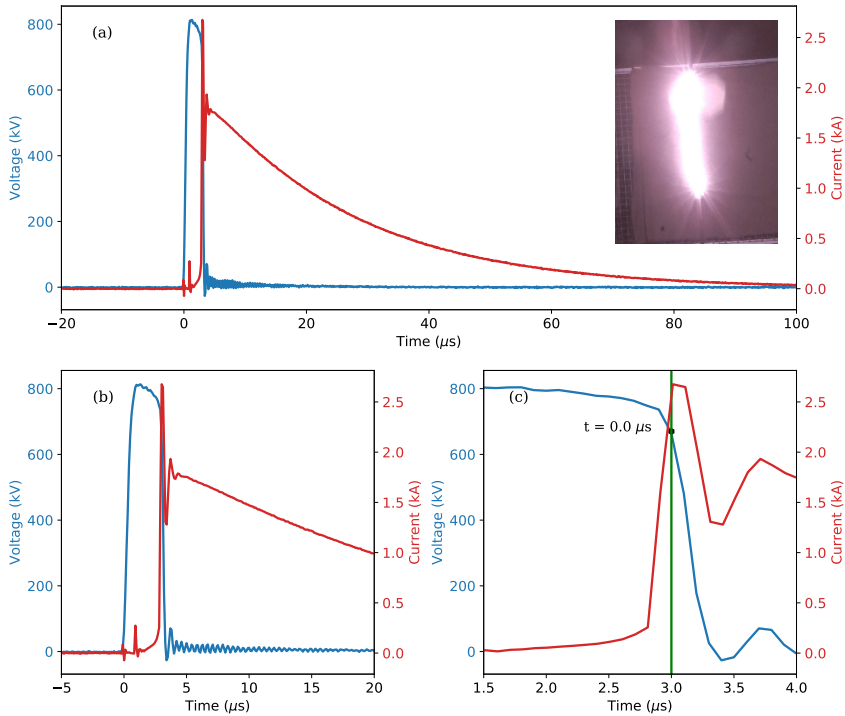 (a)
Voltage (kV)
800
600
400
200
0
2.5
2.0
1.5
1.0
0.5
0.0
Current (kA)
−20 0 20 40 60 80 100
Time (μs)
(b)
Voltage (kV)
800
600
400
200
0
2.5
2.0
1.5
1.0
0.5
0.0
Current (kA)
−5 0 5 10 15 20
Time (μs)
(c)
t = 0.0 μs
Voltage (kV)
800
600
400
200
0
2.5
2.0
1.5
1.0
0.5
0.0
Current (kA)
1.5 2.0 2.5 3.0 3.5 4.0
Time (μs)